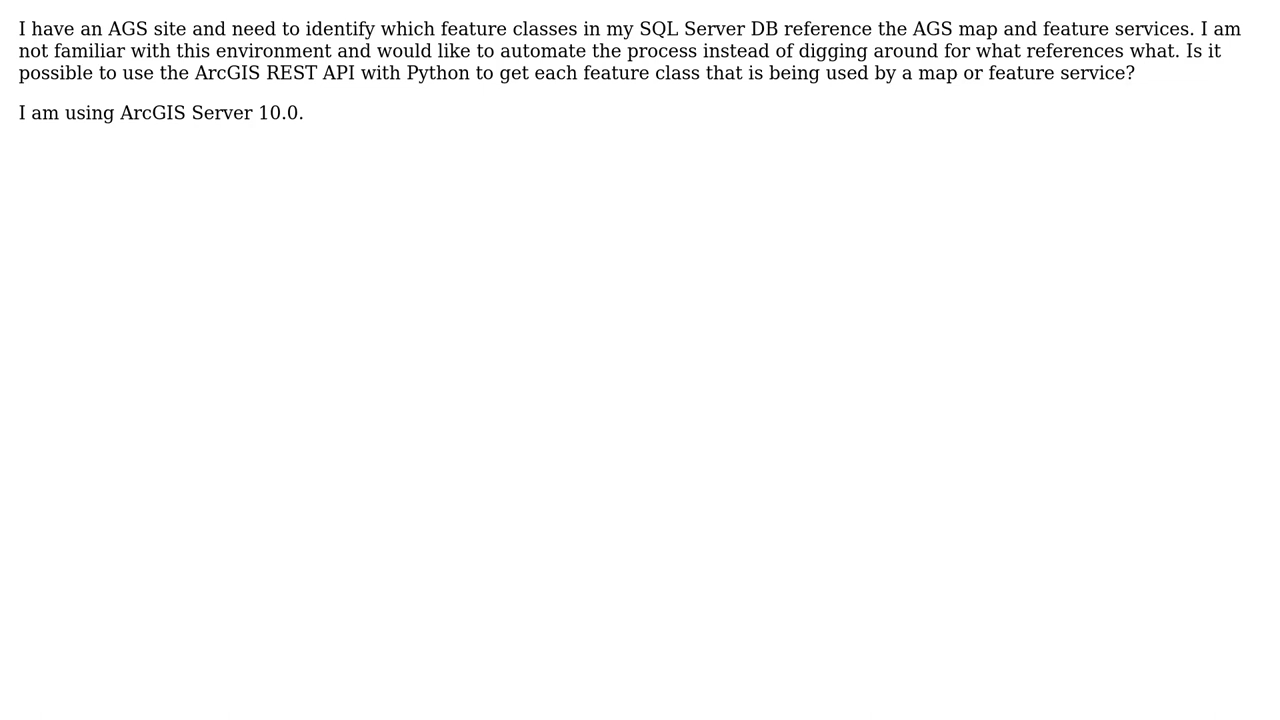 I have an AGS site and need to identify which feature classes in my SQL Server DB reference the AGS map and feature services. I am
not familiar with this environment and would like to automate the process instead of digging around for what references what. Is it
possible to use the ArcGIS REST API with Python to get each feature class that is being used by a map or feature service?
I am using ArcGIS Server 10.0.